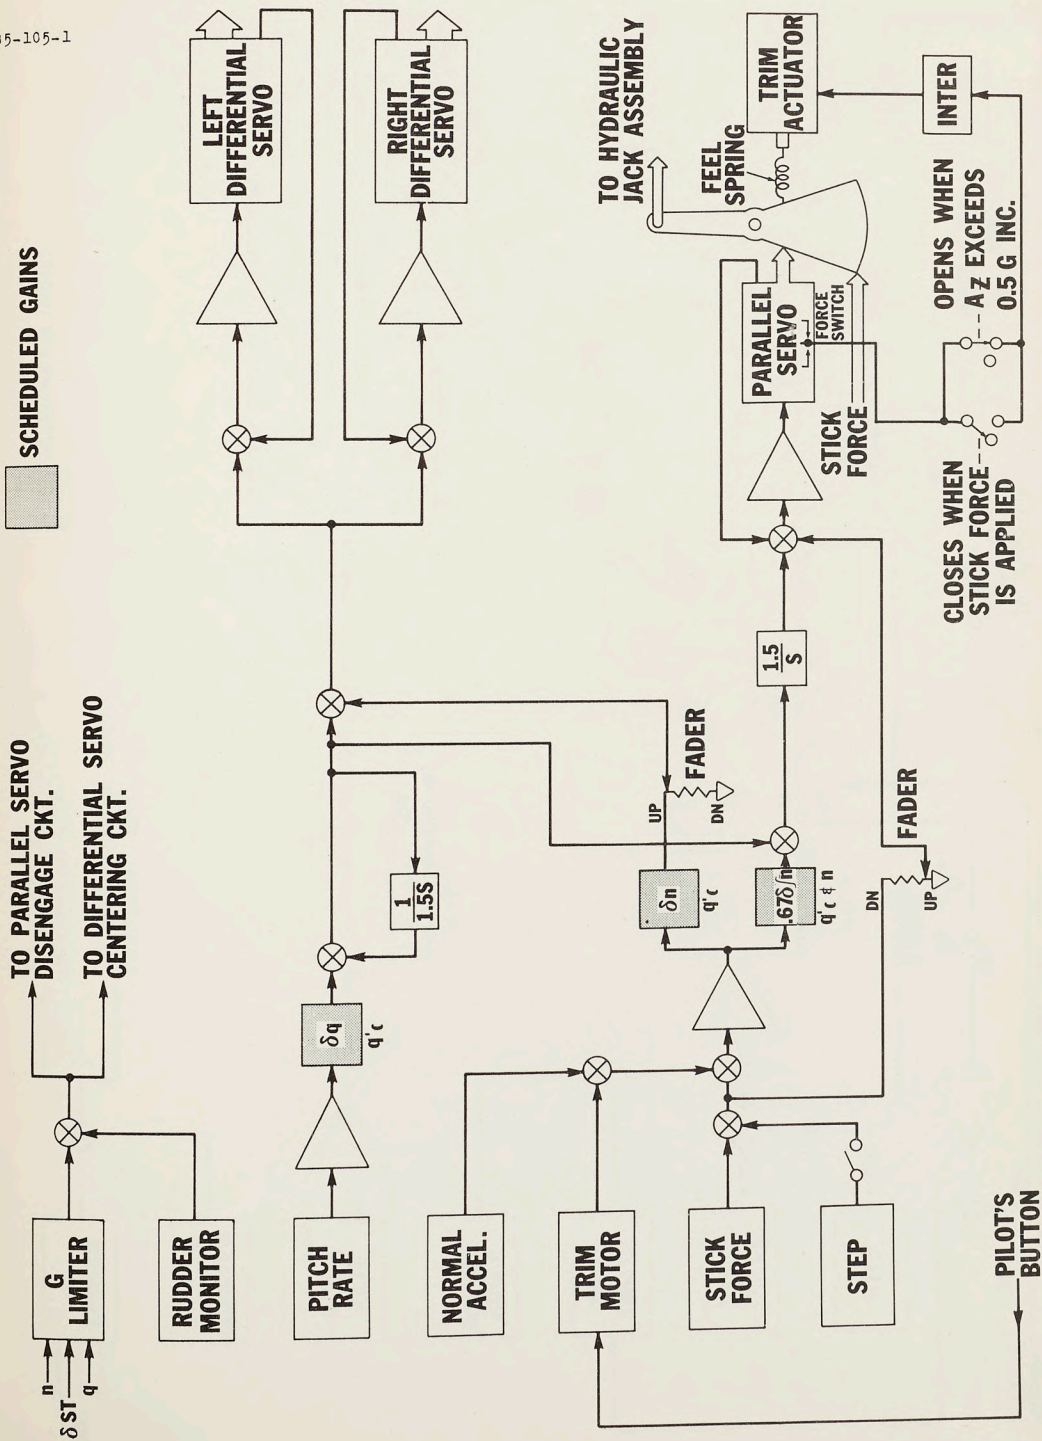 35-105-1
SCHEDULED GAINS
TO PARALLEL SERVO
DISENGAGE CKT.
TO DIFFERENTIAL SERVO
CENTERING CKT.
G
LIMITER
n
δ ST
q
RUDDER
MONITOR
LEFT
DIFFERENTIAL
SERVO
RIGHT
DIFFERENTIAL
SERVO
PITCH
RATE
δq
q'c
1
1.5S
NORMAL
ACCEL.
TRIM
MOTOR
STICK
FORCE
STEP
PILOT'S
BUTTON
δn
q'c
UP
DN
FADER
.67δ∫n
q'c & n
1.5
S
DN
UP
FADER
PARALLEL
SERVO
FORCE
SWITCH
STICK
FORCE
TO HYDRAULIC
JACK ASSEMBLY
FEEL
SPRING
TRIM
ACTUATOR
INTER
OPENS WHEN
AZ EXCEEDS
0.5 G INC.
CLOSES WHEN
STICK FORCE
IS APPLIED